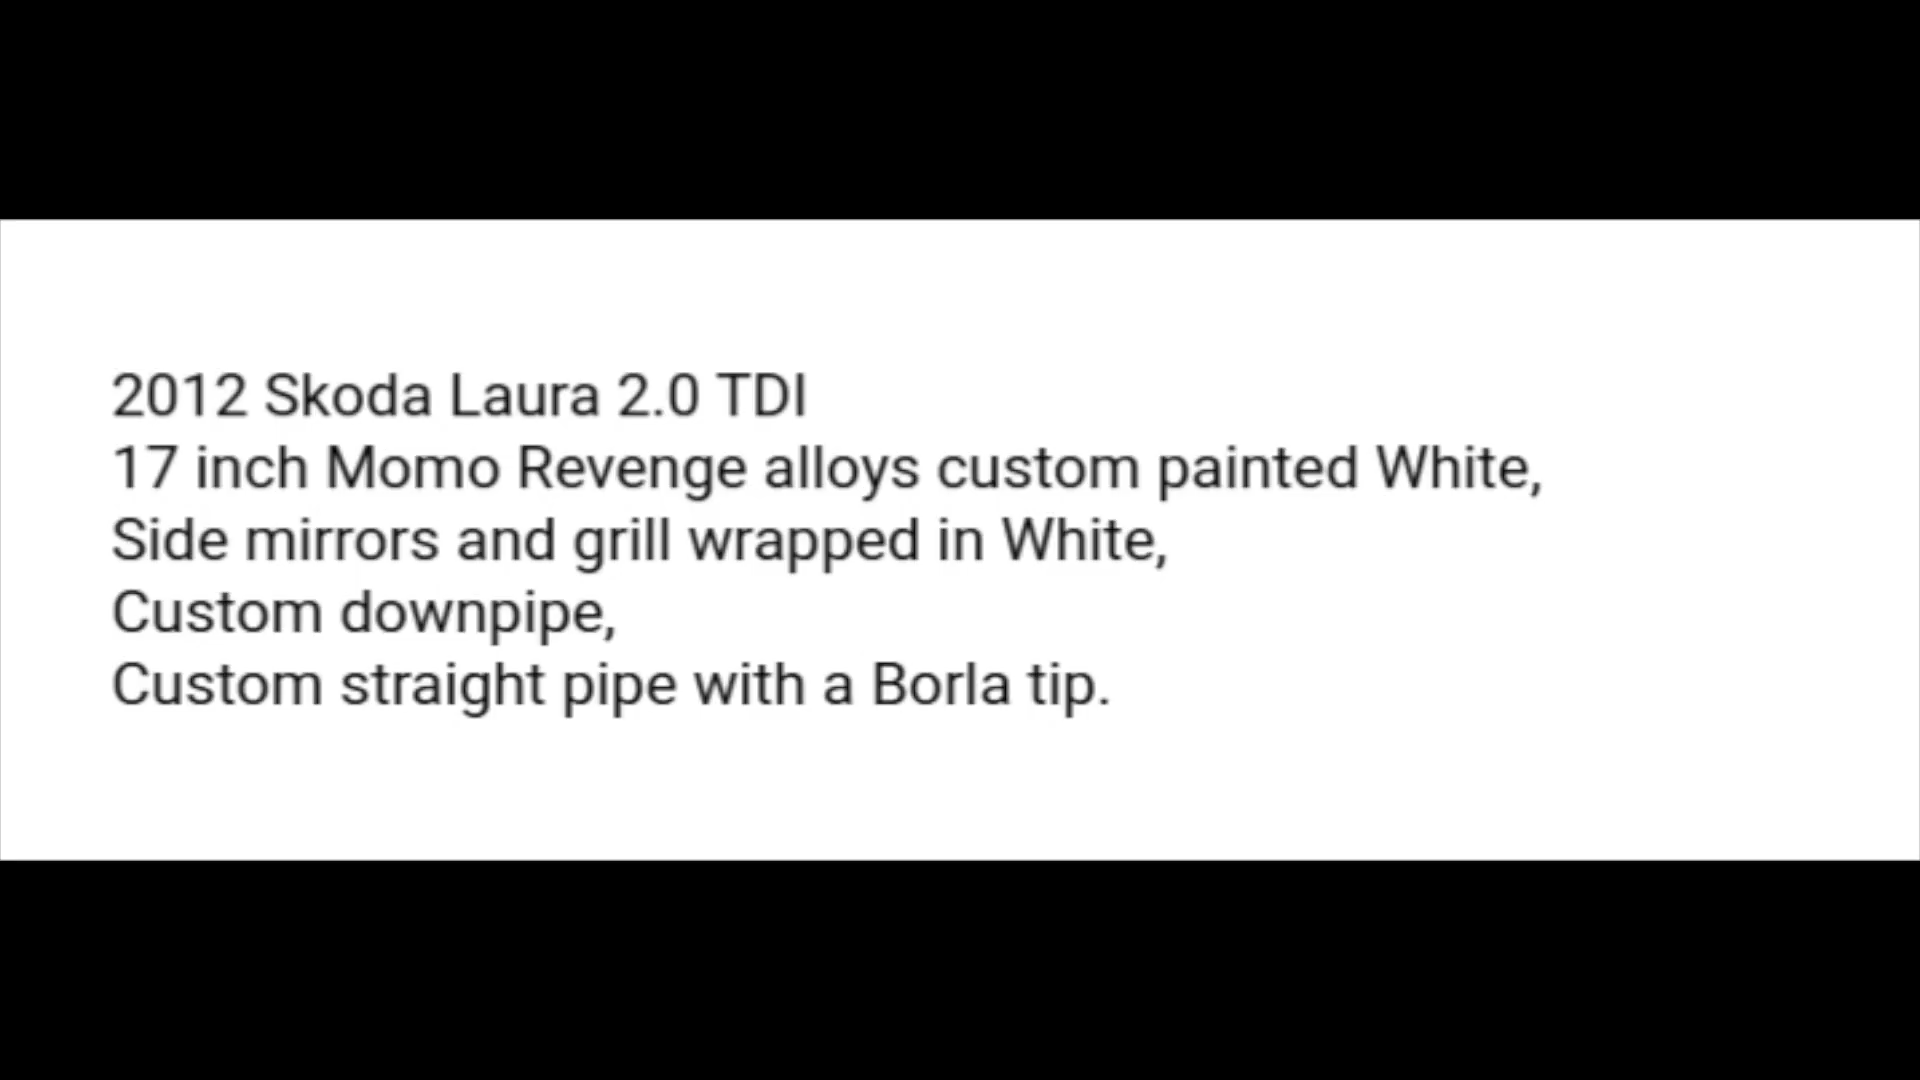 2012 Skoda Laura 2.0 TDI
17 inch Momo Revenge alloys custom painted White,
Side mirrors and grill wrapped in White,
Custom downpipe,
Custom straight pipe with a Borla tip.